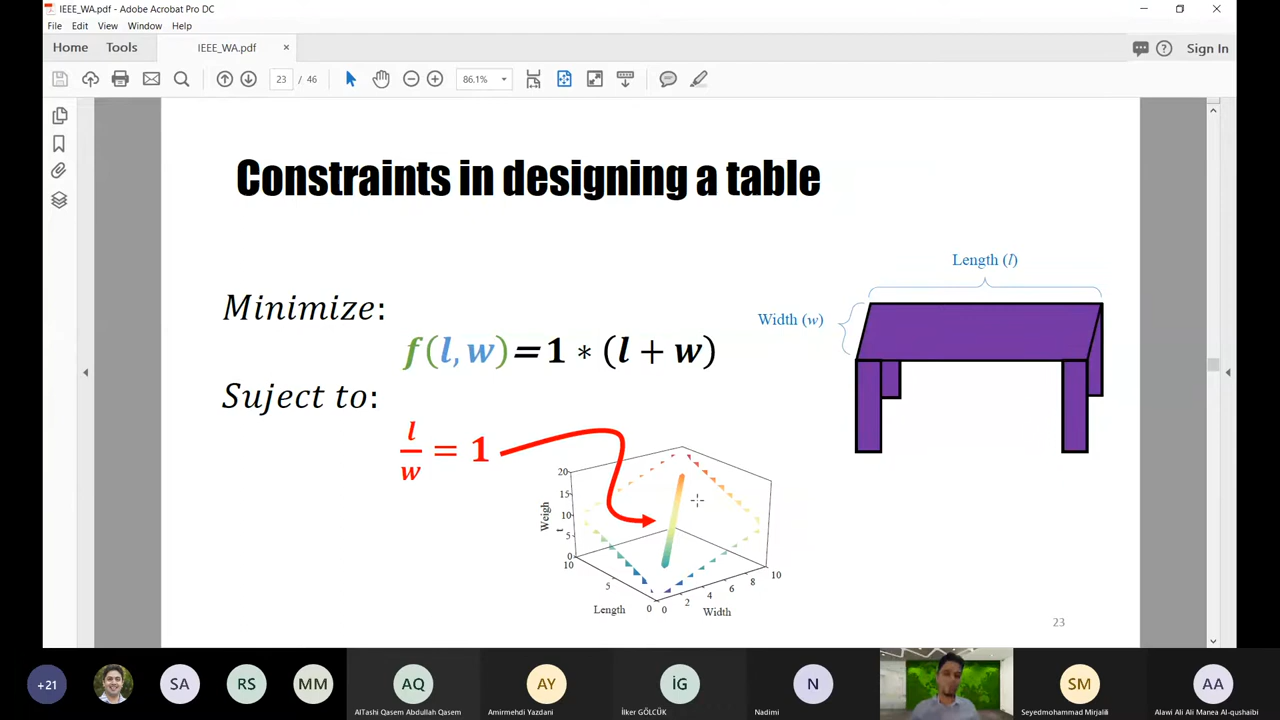 IEEE_WA.pdf - Adobe Acrobat Pro DC
File Edit View Window Help
Home Tools IEEE_WA.pdf × Sign In
23 / 46 86.1%
Constraints in designing a table
Length (l)
Width (w)
Minimize:
f(l, w) = 1 * (l + w)
Suject to:
l/w = 1
20
15
10
5
0
Weigh
t
10
5
0
Length
0
2
4
6
8
10
Width
23
+21 SA RS MM AQ AY İG N SM AA
AlTashi Qasem Abdullah Qasem Amirmehdi Yazdani İlker GÖLCÜK Nadimi Seyedmohammad Mirjalili Alawi Ali Ali Manea Al-qushaibi